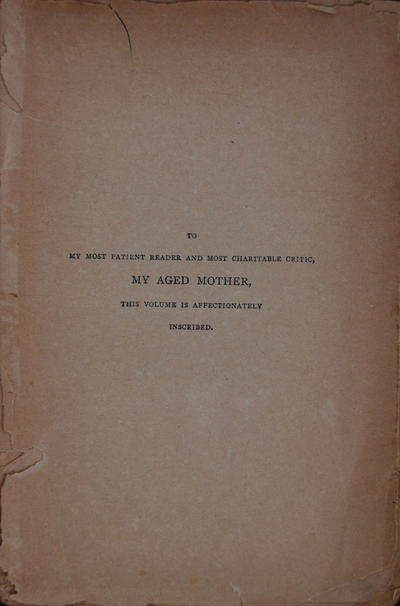 TO
MY MOST PATIENT READER AND MOST CHARITABLE CRITIC,
MY AGED MOTHER,
THIS VOLUME IS AFFECTIONATELY
INSCRIBED.